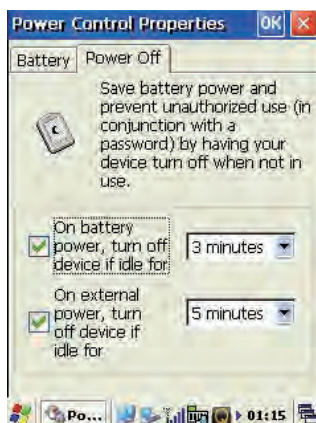 Power Control Properties OK
Battery Power Off
Save battery power and
prevent unauthorized use (in
conjunction with a
password) by having your
device turn off when not in
use.
On battery
power, turn off
device if idle for
3 minutes
On external
power, turn
off device if
idle for
5 minutes
Po... 01:15